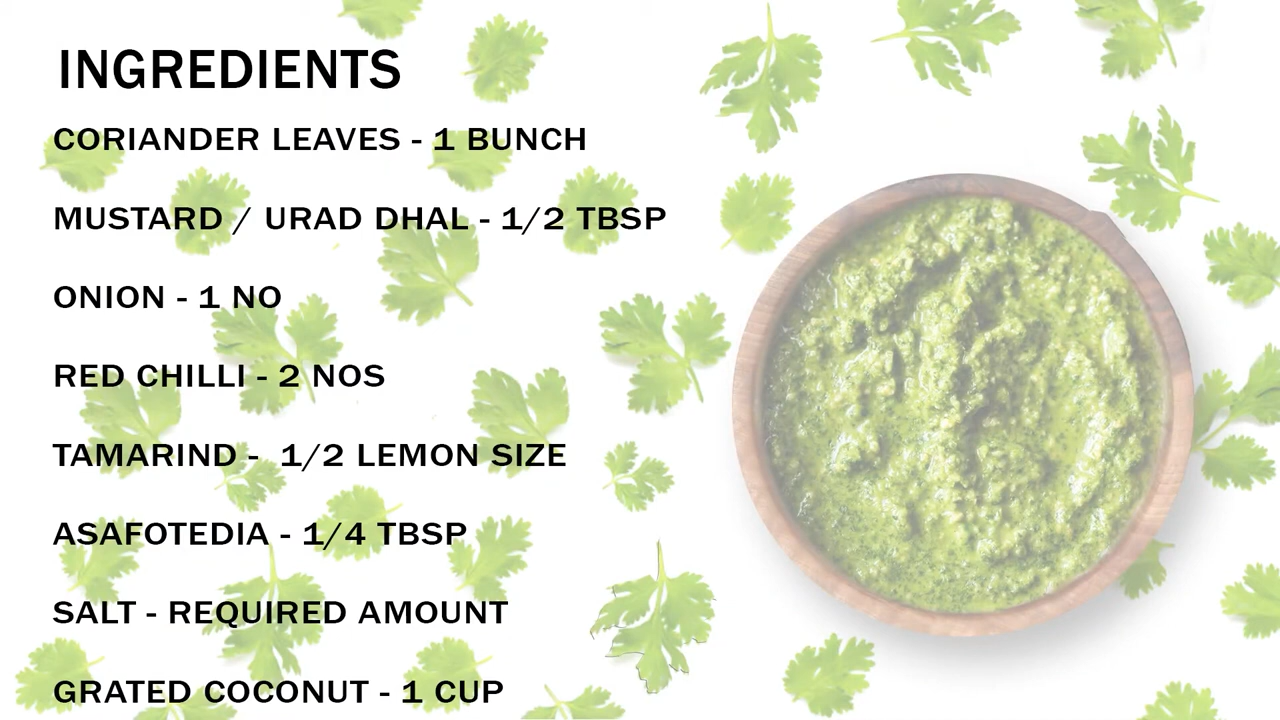 INGREDIENTS
CORIANDER LEAVES - 1 BUNCH
MUSTARD / URAD DHAL - 1/2 TBSP
ONION - 1 NO
RED CHILLI - 2 NOS
TAMARIND - 1/2 LEMON SIZE
ASAFOTEDIA - 1/4 TBSP
SALT - REQUIRED AMOUNT
GRATED COCONUT - 1 CUP